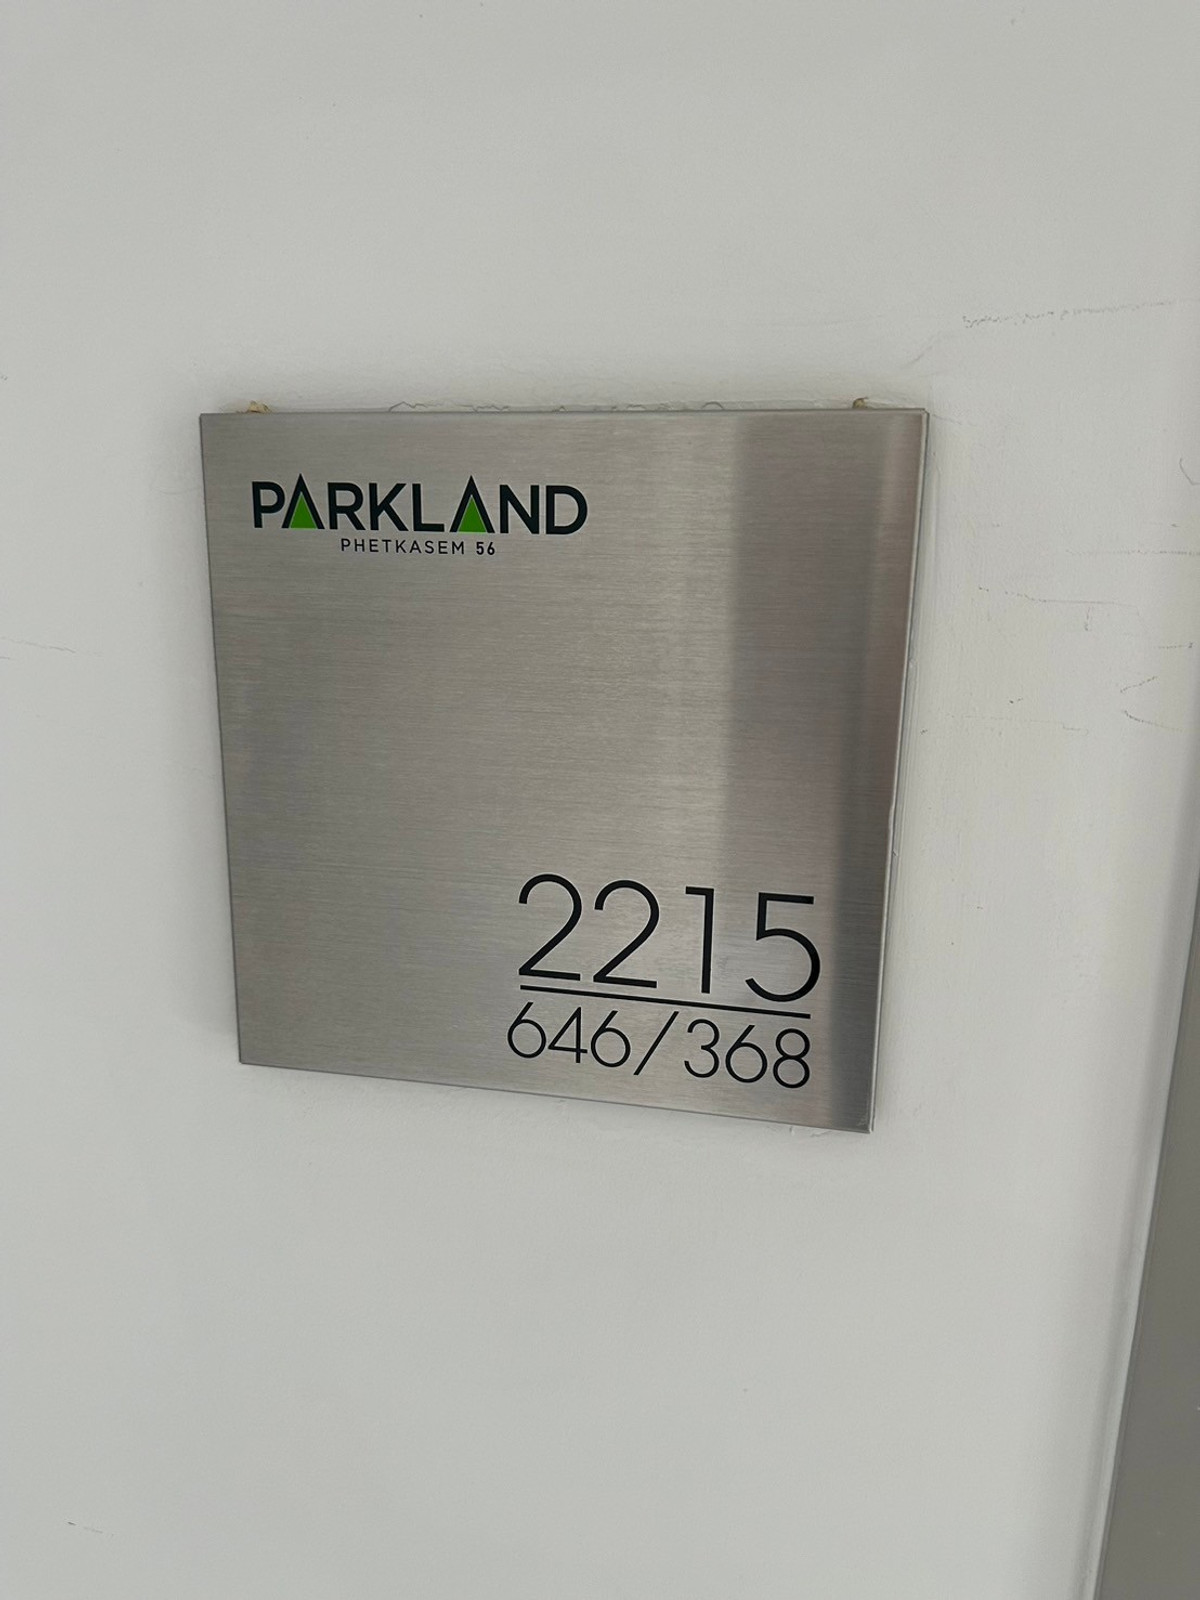 PARKLAND
PHETKASEM 56
2215
646/368